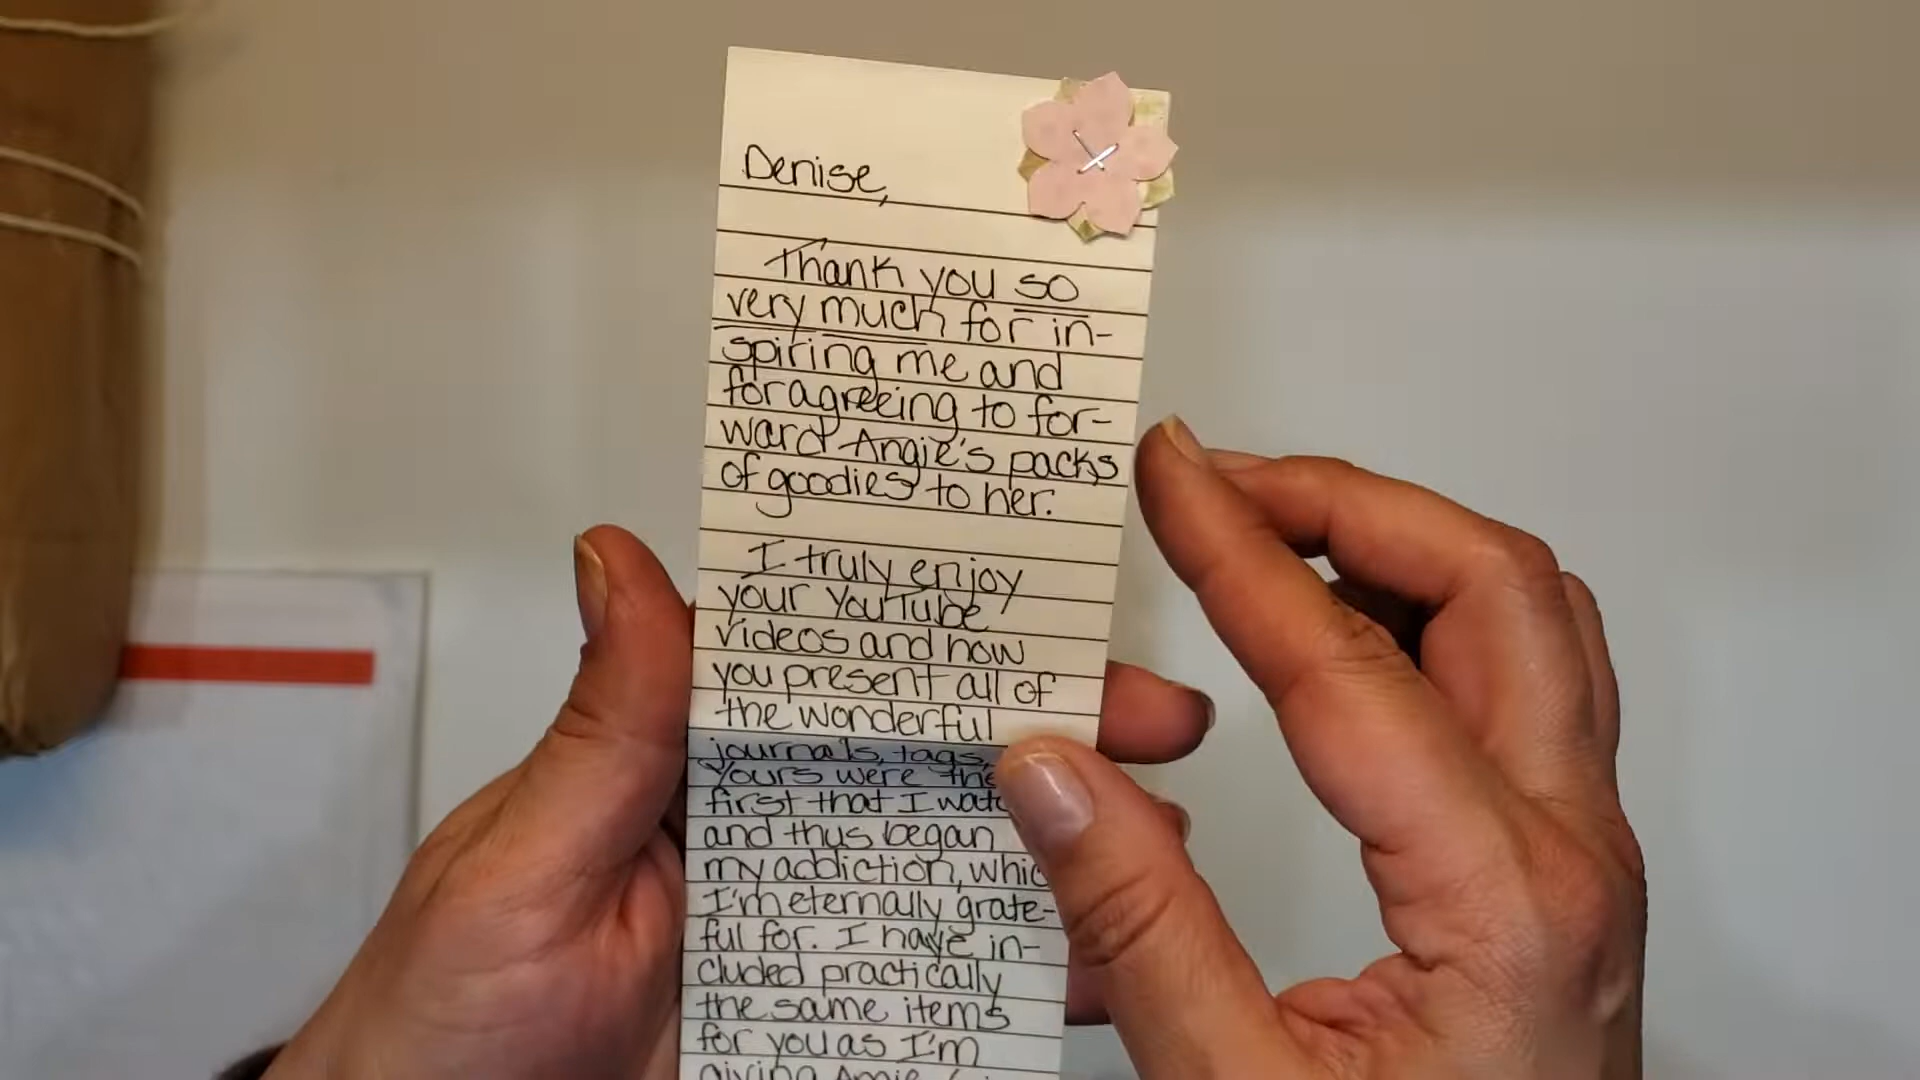 Denise,
Thank you so
very much for in-
spiring me and
for agreeing to for-
ward Angie's packs
of goodies to her.
I truly enjoy
your YouTube
videos and how
you present all of
the wonderful
journals, tags,
Yours were the
first that I
and thus began
my addiction,
I'm eternally grate-
ful for. I have in-
cluded practically
the same items
for you as I'm
giving Angie